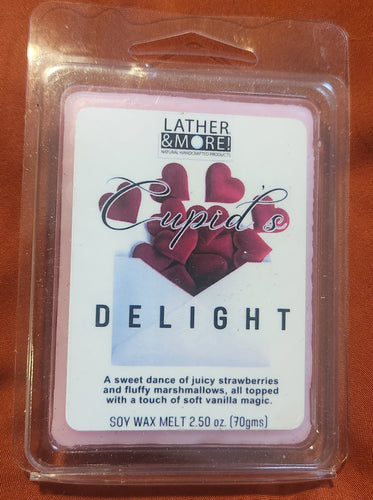 LATHER
&MORE!
NATURAL HANDCRAFTED PRODUCTS
Cupid's
DELIGHT
A sweet dance of juicy strawberries
and fluffy marshmallows, all topped
with a touch of soft vanilla magic.
SOY WAX MELT 2.50 oz. (70gms)